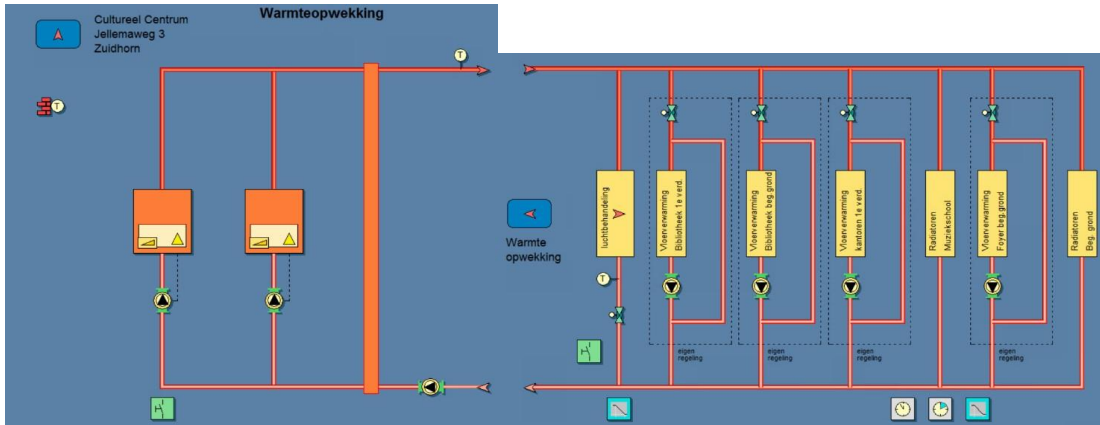 Warmteopwekking
Cultureel Centrum
Jellemaweg 3
Zuidhorn
T
T
Warmte
opwekking
luchtbehandeling
T
Vloerverwarming
Bibliotheek 1e verd.
Vloerverwarming
Bibliotheek beg.grond
Vloerverwarming
kantoren 1e verd.
Radiatoren
Muziekschool
Vloerverwarming
Foyer beg.grond
Radiatoren
Beg. grond
eigen
regeling
eigen
regeling
eigen
regeling
eigen
regeling